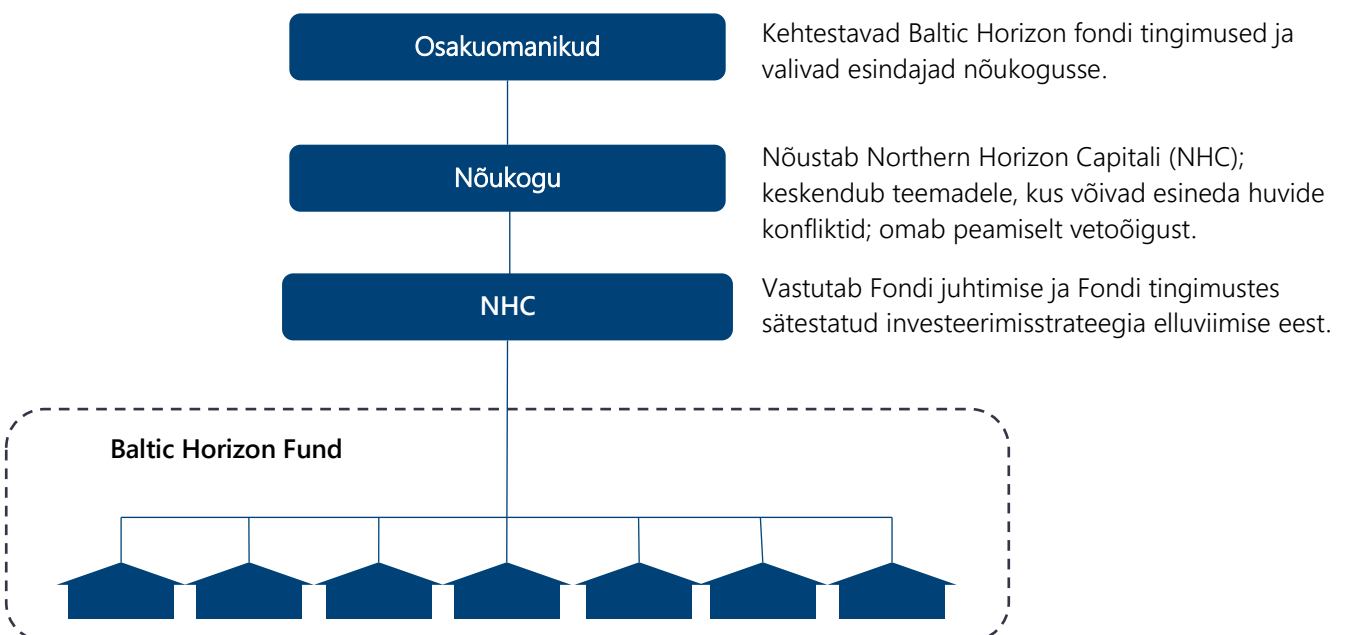 Osakuomanikud
Kehtestavad Baltic Horizon fondi tingimused ja
valivad esindajad nõukogusse.
Nõukogu
Nõustab Northern Horizon Capitali (NHC);
keskendub teemadele, kus võivad esineda huvide
konfliktid; omab peamiselt vetoõigust.
NHC
Vastutab Fondi juhtimise ja Fondi tingimustes
sätestatud investeerimisstrateegia elluviimise eest.
Baltic Horizon Fund